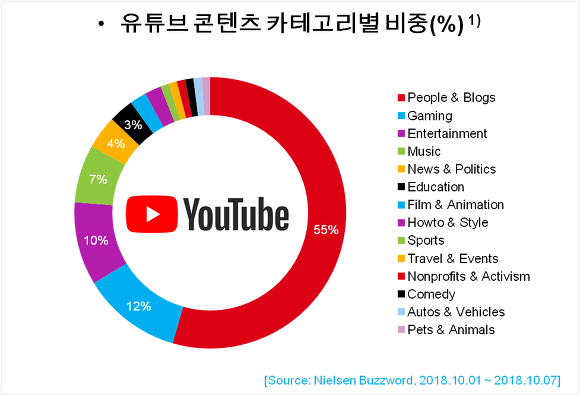 • 유튜브 콘텐츠 카테고리별 비중(%) 1)
People & Blogs
Gaming
Entertainment
Music
News & Politics
Education
Film & Animation
Howto & Style
Sports
Travel & Events
Nonprofits & Activism
Comedy
Autos & Vehicles
Pets & Animals
3%
4%
7%
10%
12%
55%
YouTube
[Source: Nielsen Buzzword, 2018.10.01 ~ 2018.10.07]